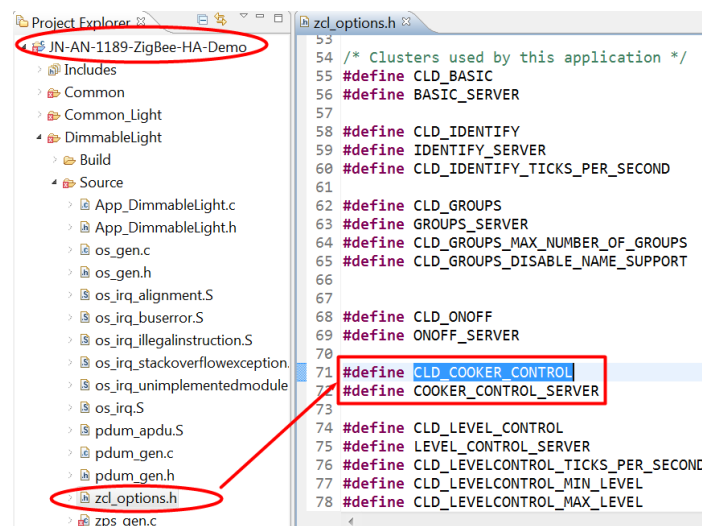 Project Explorer
JN-AN-1189-ZigBee-HA-Demo
Includes
Common
Common_Light
DimmableLight
Build
Source
App_DimmableLight.c
App_DimmableLight.h
os_gen.c
os_gen.h
os_irq_alignment.S
os_irq_buserror.S
os_irq_illegalinstruction.S
os_irq_stackoverflowexception.
os_irq_unimplementedmodule
os_irq.S
pdum_apdu.S
pdum_gen.c
pdum_gen.h
zcl_options.h
zps_gen.c
zcl_options.h
53
54 /* Clusters used by this application */
55 #define CLD_BASIC
56 #define BASIC_SERVER
57
58 #define CLD_IDENTIFY
59 #define IDENTIFY_SERVER
60 #define CLD_IDENTIFY_TICKS_PER_SECOND
61
62 #define CLD_GROUPS
63 #define GROUPS_SERVER
64 #define CLD_GROUPS_MAX_NUMBER_OF_GROUPS
65 #define CLD_GROUPS_DISABLE_NAME_SUPPORT
66
67
68 #define CLD_ONOFF
69 #define ONOFF_SERVER
70
71 #define CLD_COOKER_CONTROL
72 #define COOKER_CONTROL_SERVER
73
74 #define CLD_LEVEL_CONTROL
75 #define LEVEL_CONTROL_SERVER
76 #define CLD_LEVELCONTROL_TICKS_PER_SECOND
77 #define CLD_LEVELCONTROL_MIN_LEVEL
78 #define CLD_LEVELCONTROL_MAX_LEVEL